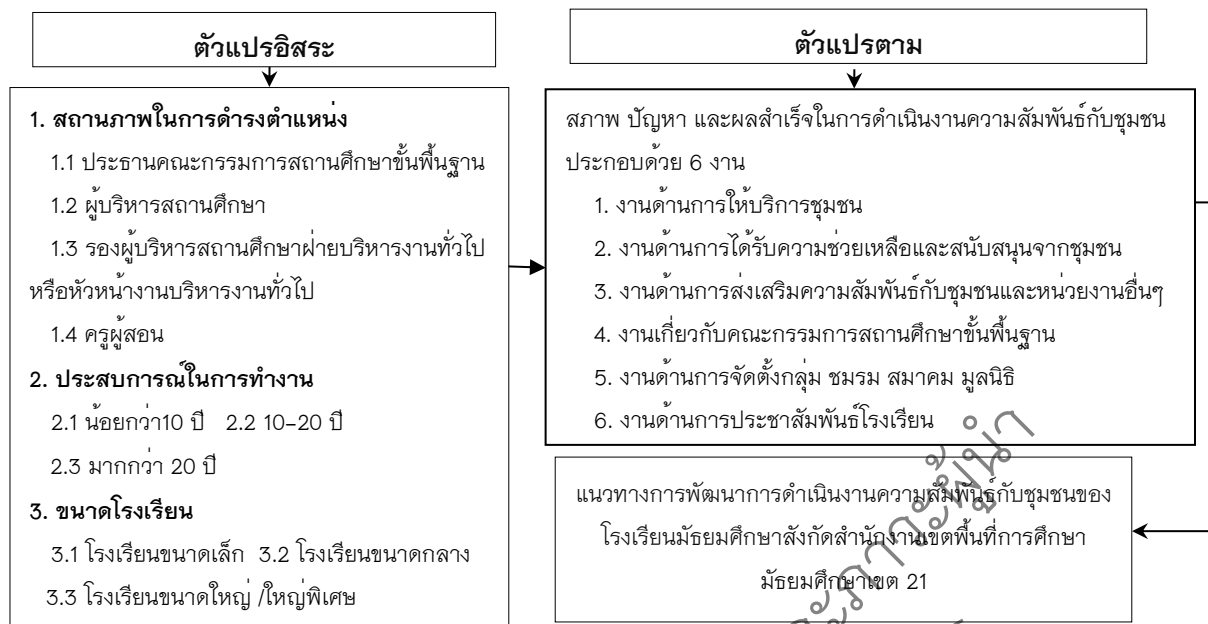 ตัวแปรอิสระ
1. สถานภาพในการดำรงตำแหน่ง
1.1 ประธานคณะกรรมการสถานศึกษาขั้นพื้นฐาน
1.2 ผู้บริหารสถานศึกษา
1.3 รองผู้บริหารสถานศึกษาฝ่ายบริหารงานทั่วไป
หรือหัวหน้างานบริหารงานทั่วไป
1.4 ครูผู้สอน
2. ประสบการณ์ในการทำงาน
2.1 น้อยกว่า10 ปี 2.2 10–20 ปี
2.3 มากกว่า 20 ปี
3. ขนาดโรงเรียน
3.1 โรงเรียนขนาดเล็ก 3.2 โรงเรียนขนาดกลาง
3.3 โรงเรียนขนาดใหญ่ /ใหญ่พิเศษ
ตัวแปรตาม
สภาพ ปัญหา และผลสำเร็จในการดำเนินงานความสัมพันธ์กับชุมชน
ประกอบด้วย 6 งาน
1. งานด้านการให้บริการชุมชน
2. งานด้านการได้รับความช่วยเหลือและสนับสนุนจากชุมชน
3. งานด้านการส่งเสริมความสัมพันธ์กับชุมชนและหน่วยงานอื่นๆ
4. งานเกี่ยวกับคณะกรรมการสถานศึกษาขั้นพื้นฐาน
5. งานด้านการจัดตั้งกลุ่ม ชมรม สมาคม มูลนิธิ
6. งานด้านการประชาสัมพันธ์โรงเรียน
แนวทางการพัฒนาการดำเนินงานความสัมพันธ์กับชุมชนของ
โรงเรียนมัธยมศึกษาสังกัดสำนักงานเขตพื้นที่การศึกษา
มัธยมศึกษาเขต 21